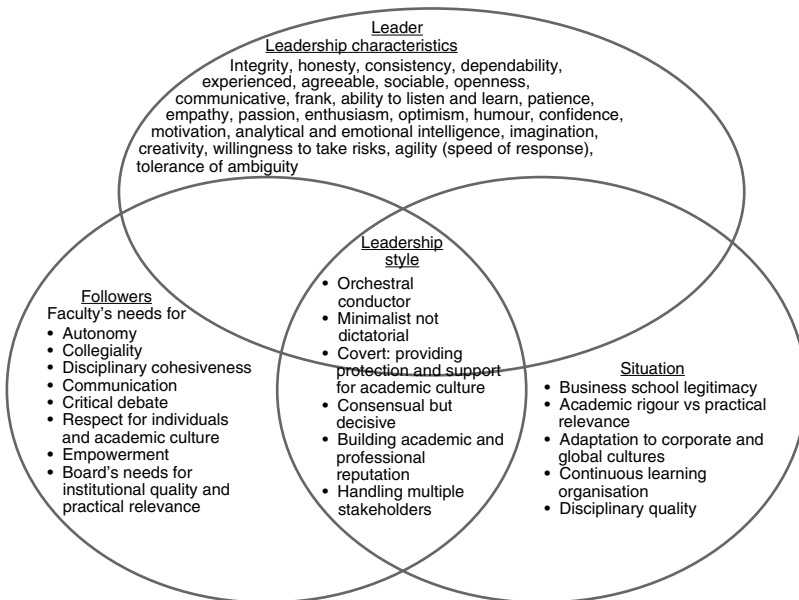 Leader
Leadership characteristics
Integrity, honesty, consistency, dependability,
experienced, agreeable, sociable, openness,
communicative, frank, ability to listen and learn, patience,
empathy, passion, enthusiasm, optimism, humour, confidence,
motivation, analytical and emotional intelligence, imagination,
creativity, willingness to take risks, agility (speed of response),
tolerance of ambiguity
Followers
Faculty's needs for
• Autonomy
• Collegiality
• Disciplinary cohesiveness
• Communication
• Critical debate
• Respect for individuals
and academic culture
• Empowerment
• Board's needs for
institutional quality and
practical relevance
Leadership
style
• Orchestral
conductor
• Minimalist not
dictatorial
• Covert: providing
protection and support
for academic culture
• Consensual but
decisive
• Building academic and
professional
reputation
• Handling multiple
stakeholders
Situation
• Business school legitimacy
• Academic rigour vs practical
relevance
• Adaptation to corporate and
global cultures
• Continuous learning
organisation
• Disciplinary quality